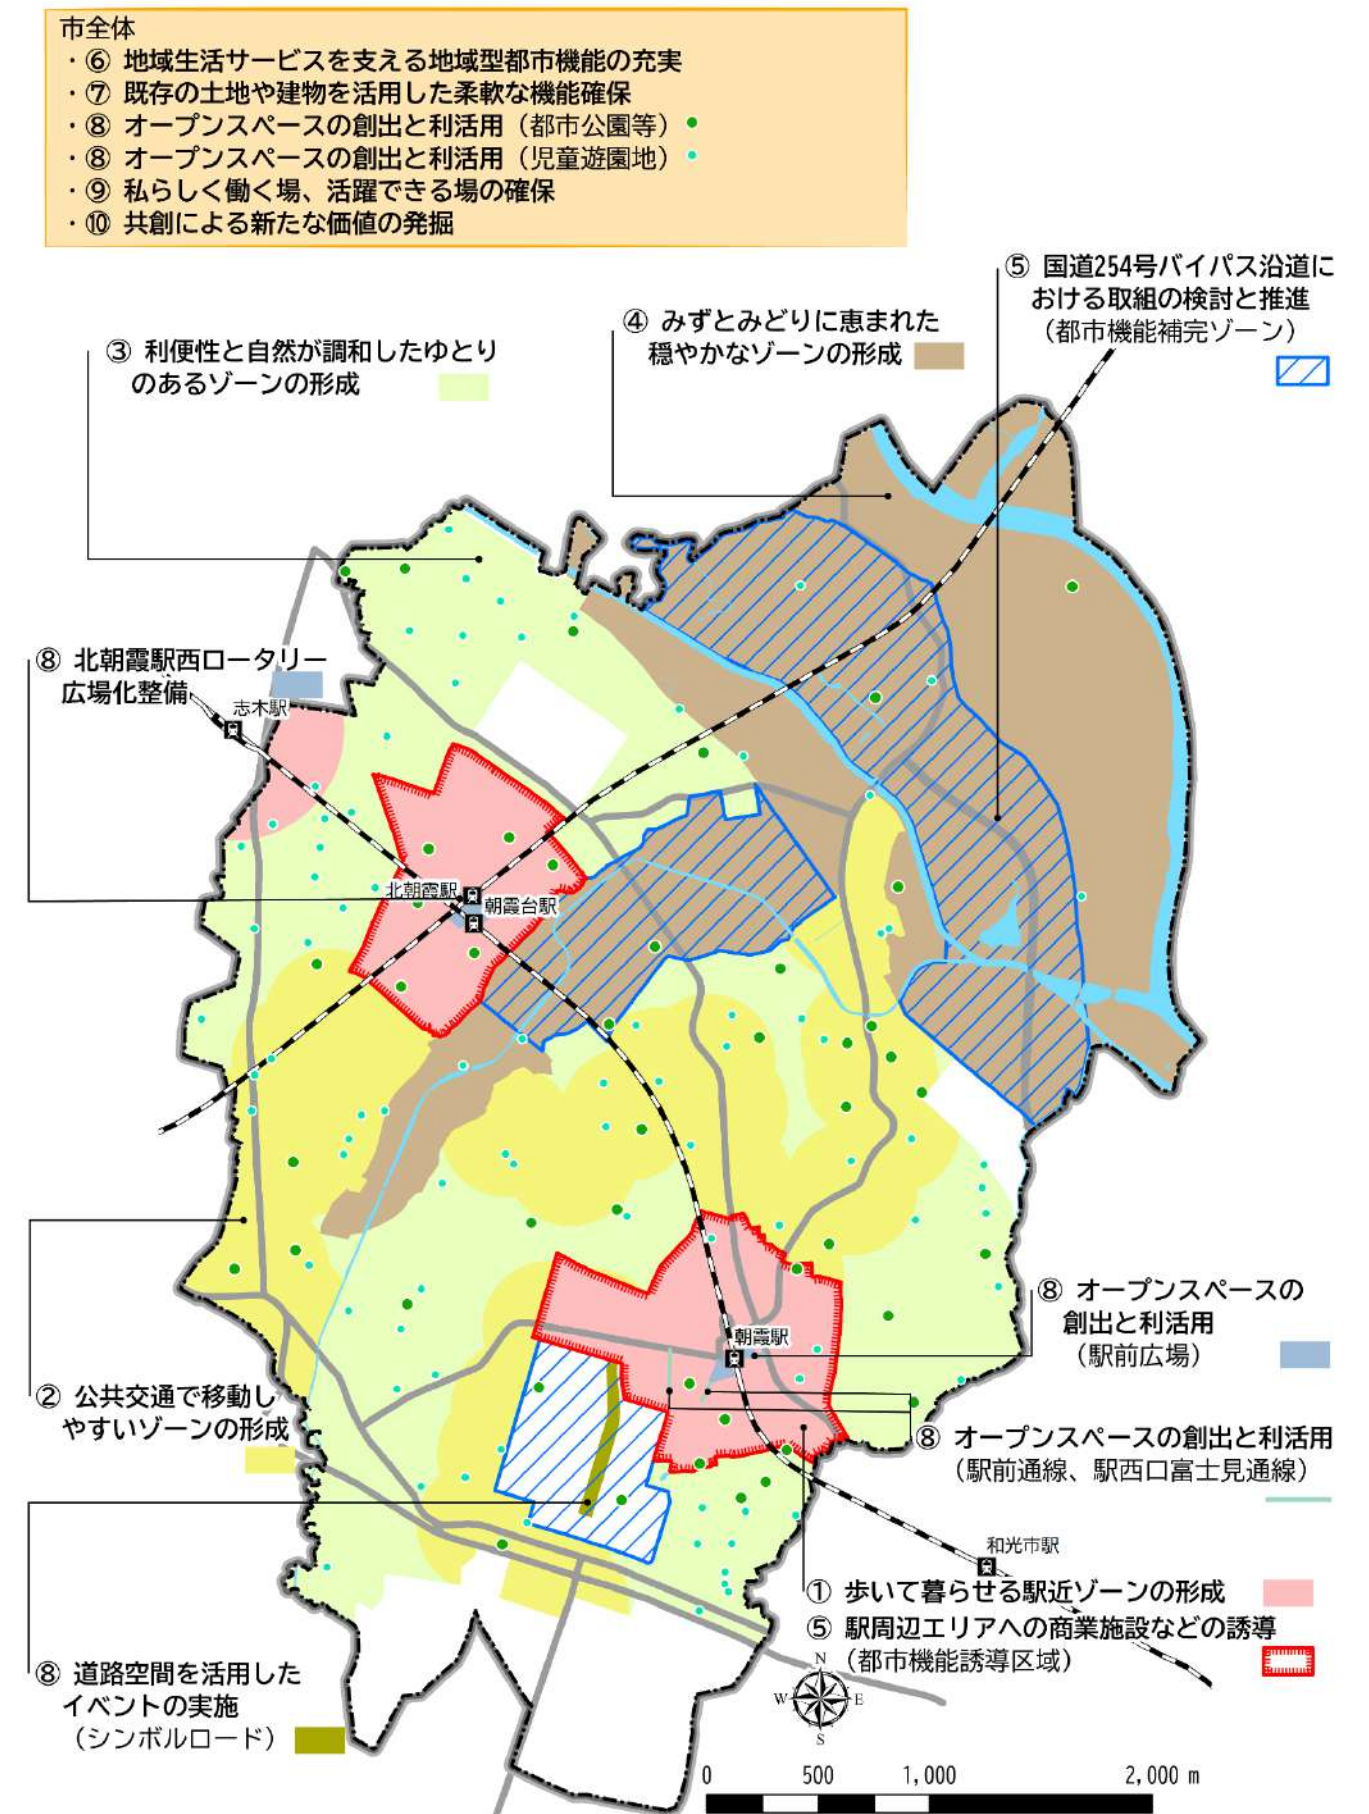 市全体
・⑥ 地域生活サービスを支える地域型都市機能の充実
・⑦ 既存の土地や建物を活用した柔軟な機能確保
・⑧ オープンスペースの創出と利活用（都市公園等）
・⑧ オープンスペースの創出と利活用（児童遊園地）
・⑨ 私らしく働く場、活躍できる場の確保
・⑩ 共創による新たな価値の発掘
⑤ 国道254号バイパス沿道に
おける取組の検討と推進
（都市機能補完ゾーン）
④ みずとみどりに恵まれた
穏やかなゾーンの形成
③ 利便性と自然が調和したゆとり
のあるゾーンの形成
⑧ 北朝霞駅西ロータリー
広場化整備
志木駅
北朝霞駅
朝霞台駅
⑧ オープンスペースの
創出と利活用
（駅前広場）
朝霞駅
② 公共交通で移動し
やすいゾーンの形成
⑧ オープンスペースの創出と利活用
（駅前通線、駅西口富士見通線）
和光市駅
① 歩いて暮らせる駅近ゾーンの形成
⑤ 駅周辺エリアへの商業施設などの誘導
（都市機能誘導区域）
⑧ 道路空間を活用した
イベントの実施
（シンボルロード）
N
W E
S
0 500 1,000 2,000 m